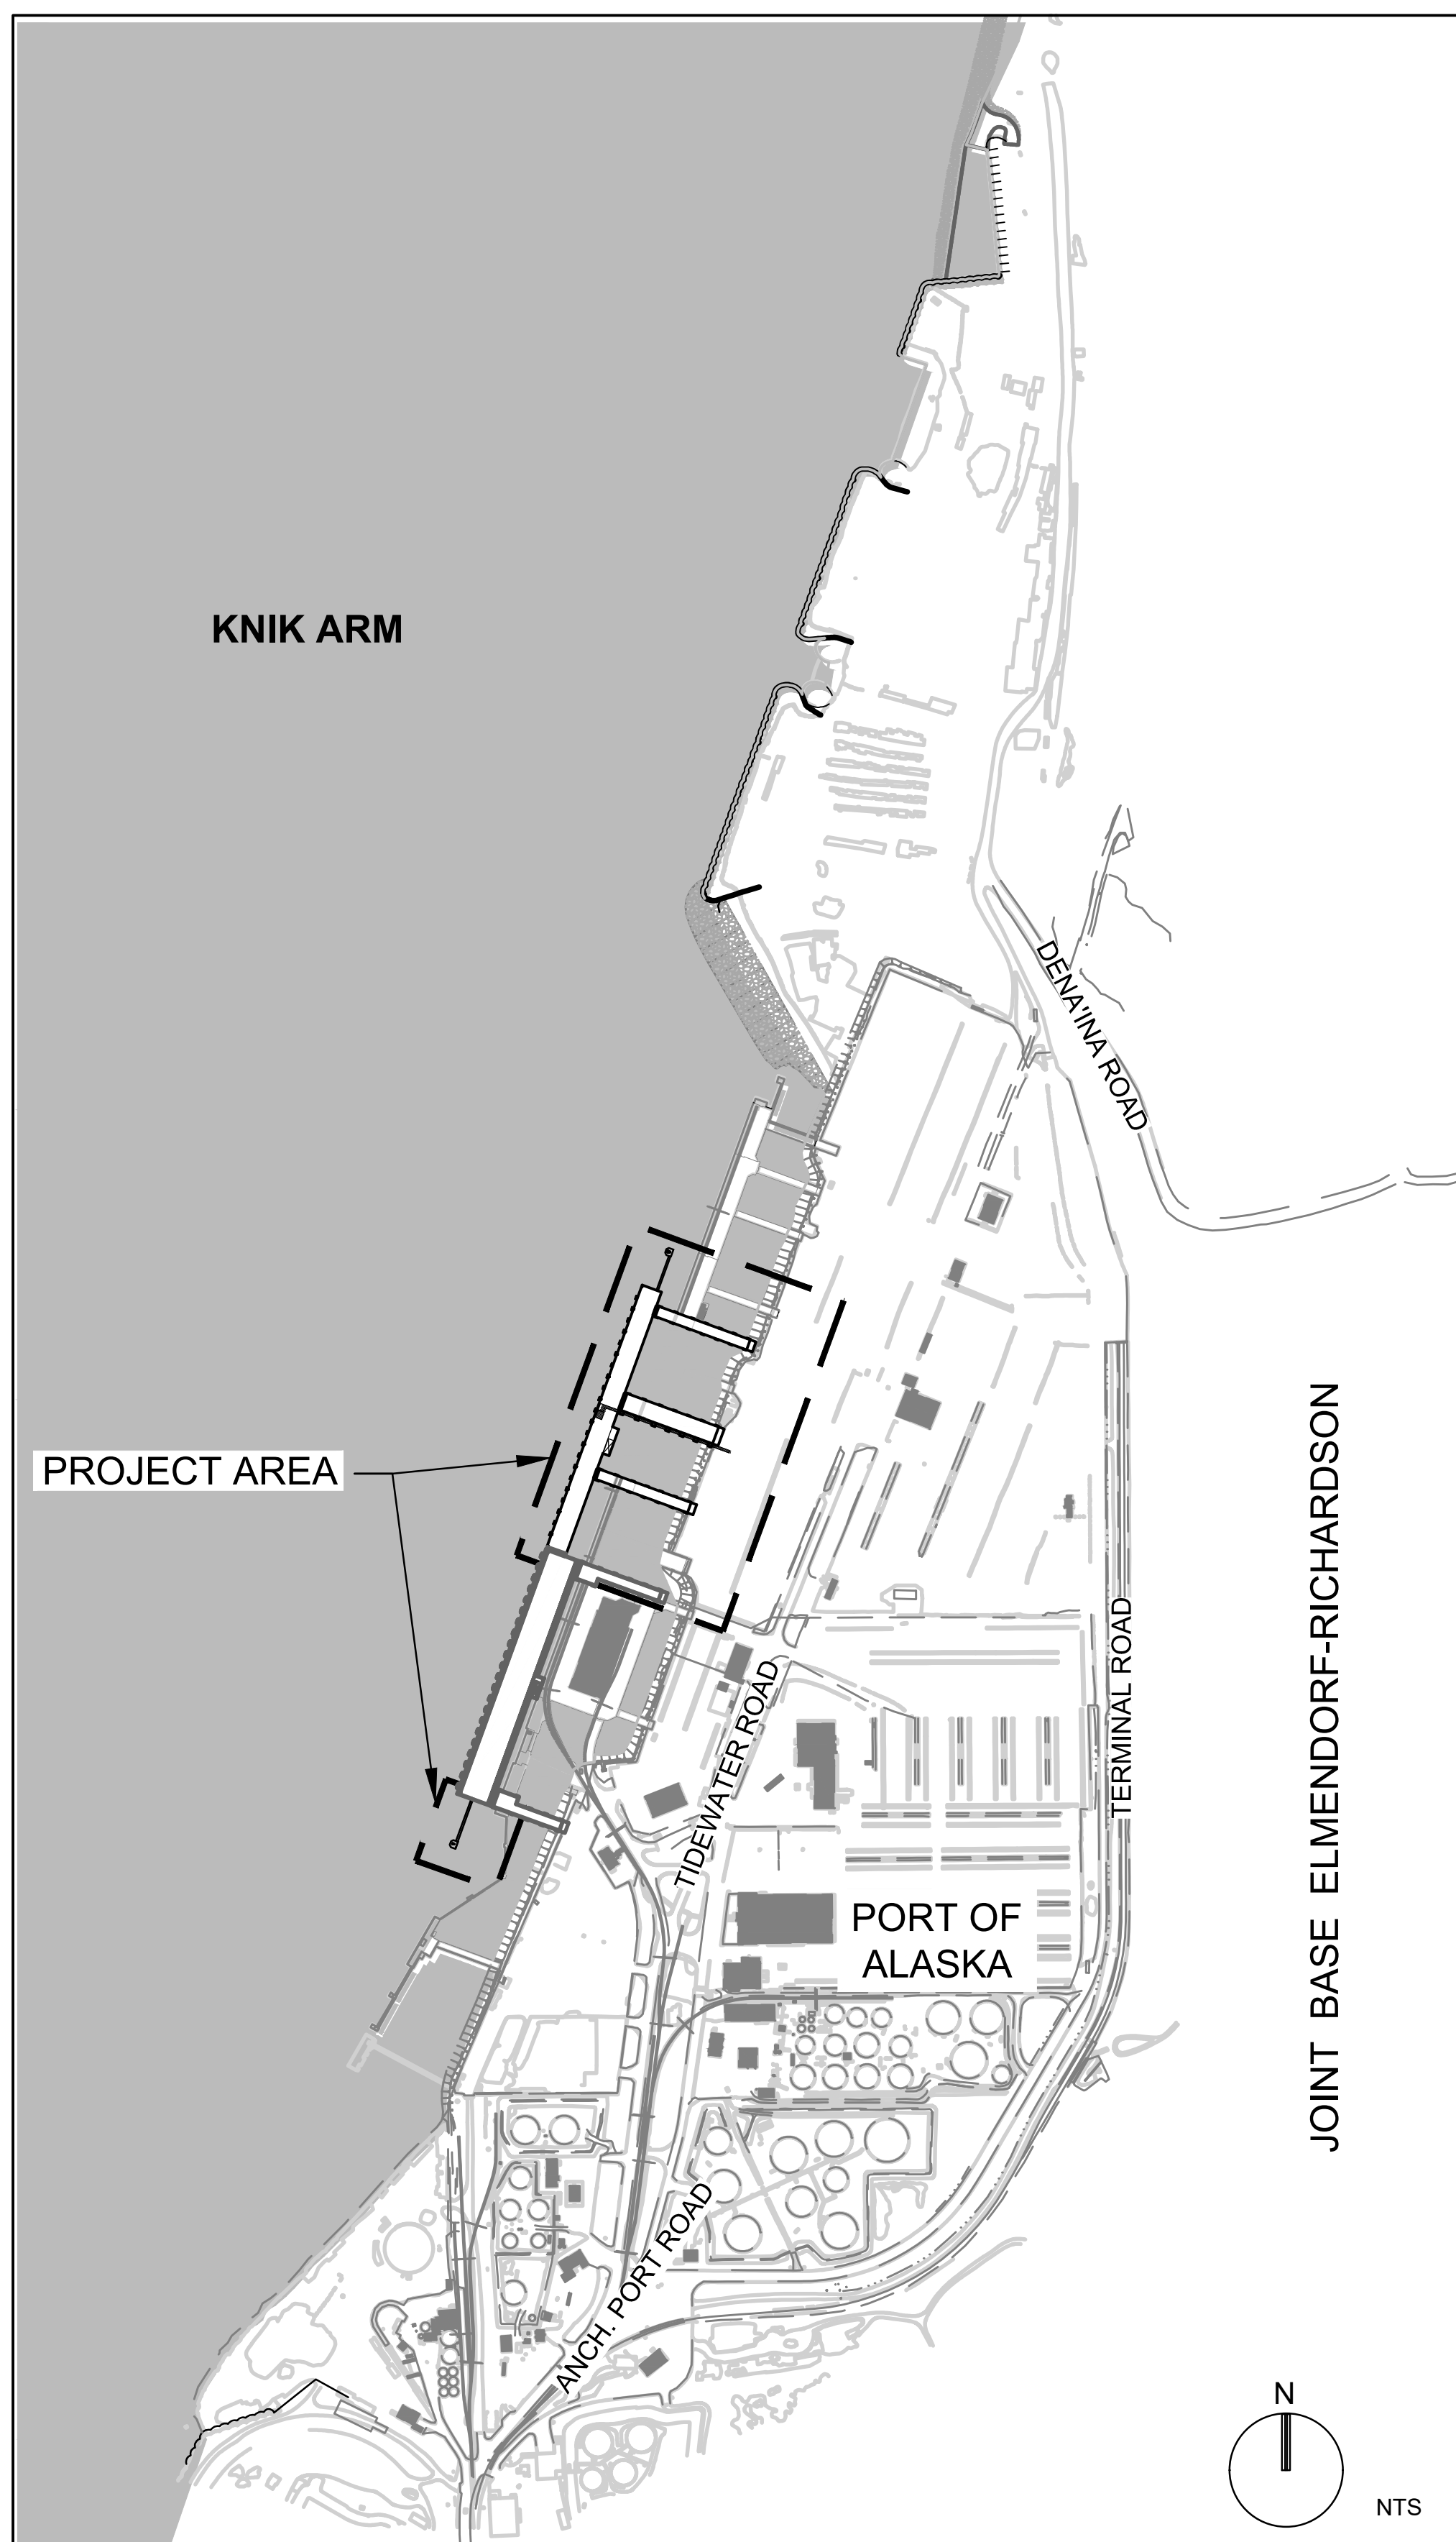 KNIK ARM
DENA'INA ROAD
PROJECT AREA
JOINT BASE ELMENDORF-RICHARDSON
TERMINAL ROAD
TIDEWATER ROAD
PORT OF
ALASKA
ANCH. PORT ROAD
N
NTS